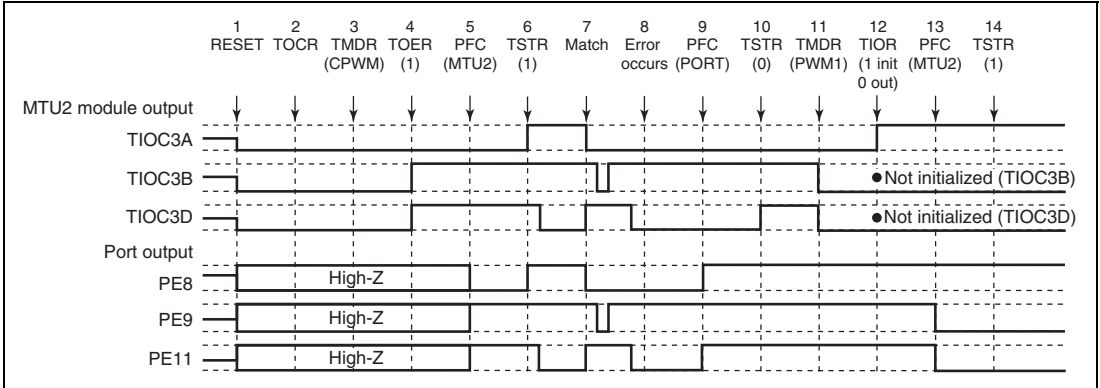 1 2 3 4 5 6 7 8 9 10 11 12 13 14
RESET TOCR TMDR TOER PFC TSTR Match Error PFC TSTR TMDR TIOR PFC TSTR
(CPWM) (1) (MTU2) (1) occurs (PORT) (0) (PWM1) (1 init (MTU2) (1)
0 out)
MTU2 module output
TIOC3A
TIOC3B
●Not initialized (TIOC3B)
TIOC3D
●Not initialized (TIOC3D)
Port output
PE8
High-Z
PE9
High-Z
PE11
High-Z